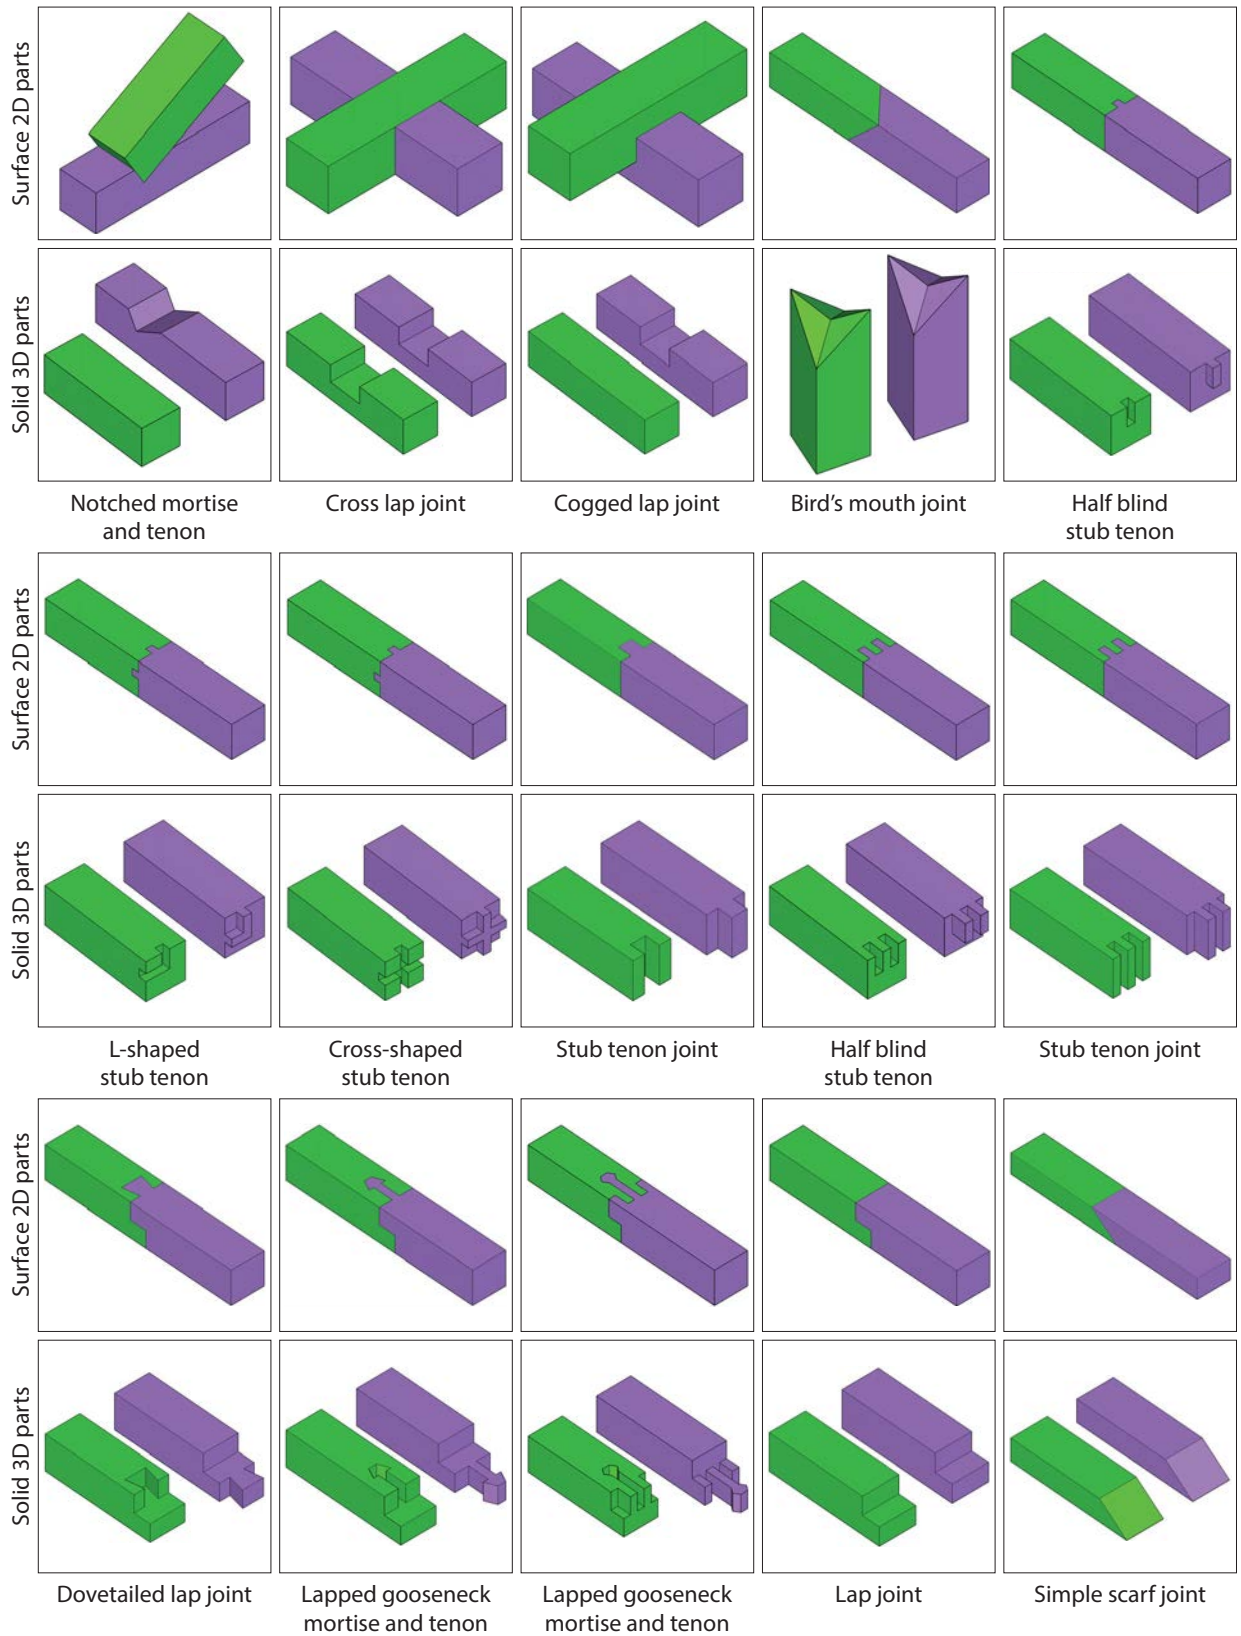 Surface 2D parts
Solid 3D parts
Notched mortise
and tenon
Cross lap joint
Cogged lap joint
Bird's mouth joint
Half blind
stub tenon
Surface 2D parts
Solid 3D parts
L-shaped
stub tenon
Cross-shaped
stub tenon
Stub tenon joint
Half blind
stub tenon
Stub tenon joint
Surface 2D parts
Solid 3D parts
Dovetailed lap joint
Lapped gooseneck
mortise and tenon
Lapped gooseneck
mortise and tenon
Lap joint
Simple scarf joint